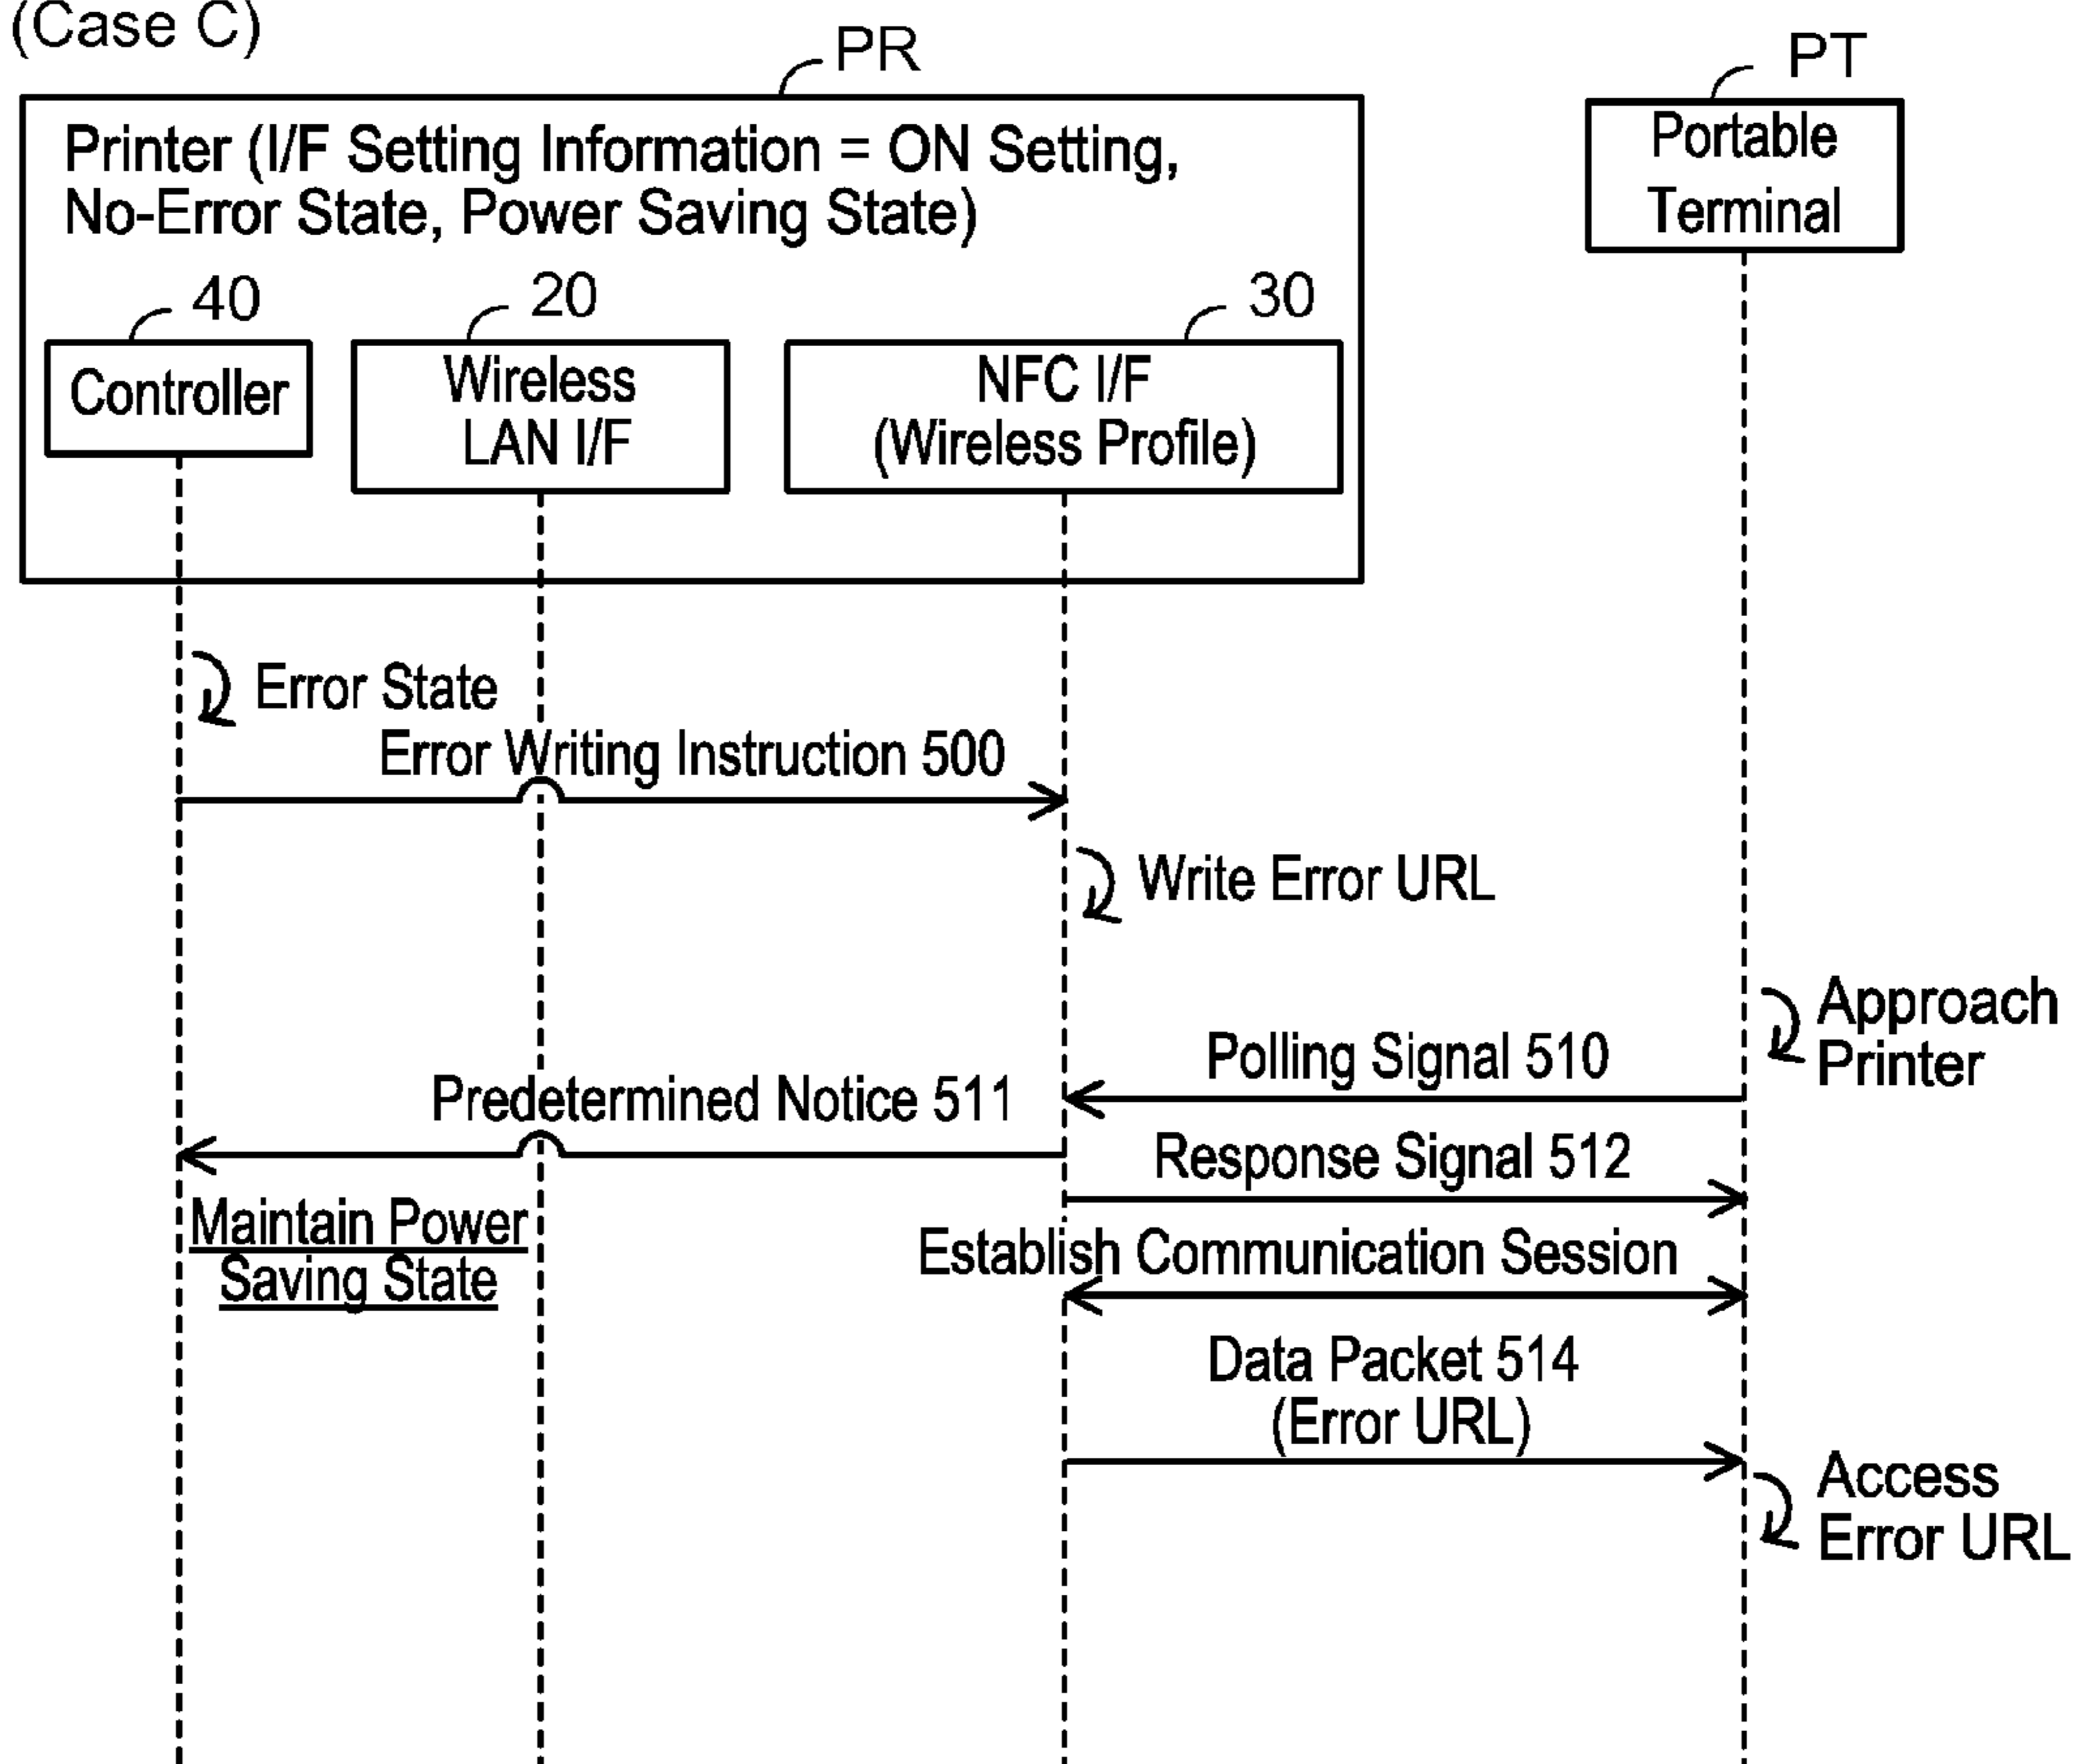 (Case C)
PR
PT
Printer (I/F Setting Information = ON Setting,
No-Error State, Power Saving State)
Portable
Terminal
40
20
30
Controller
Wireless
LAN I/F
NFC I/F
(Wireless Profile)
Error State
Error Writing Instruction 500
Write Error URL
Approach
Printer
Polling Signal 510
Predetermined Notice 511
Response Signal 512
Maintain Power
Saving State
Establish Communication Session
Data Packet 514
(Error URL)
Access
Error URL